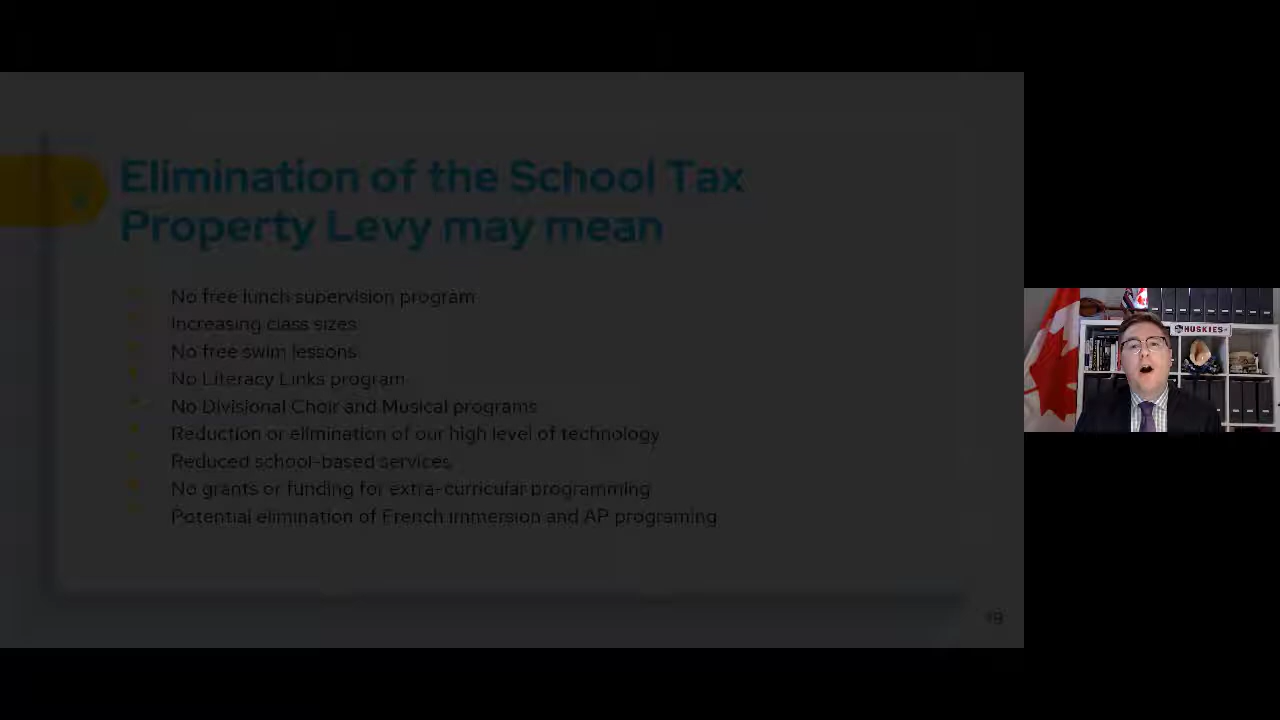 Elimination of the School Tax
Property Levy may mean
No free lunch supervision program
Increasing class sizes
No free swim lessons
No Literacy Links program
No Divisional Choir and Musical programs
Reduction or elimination of our high level of technology
Reduced school-based services
No grants or funding for extra-curricular programming
Potential elimination of French immersion and AP programing
19
HUSKIES